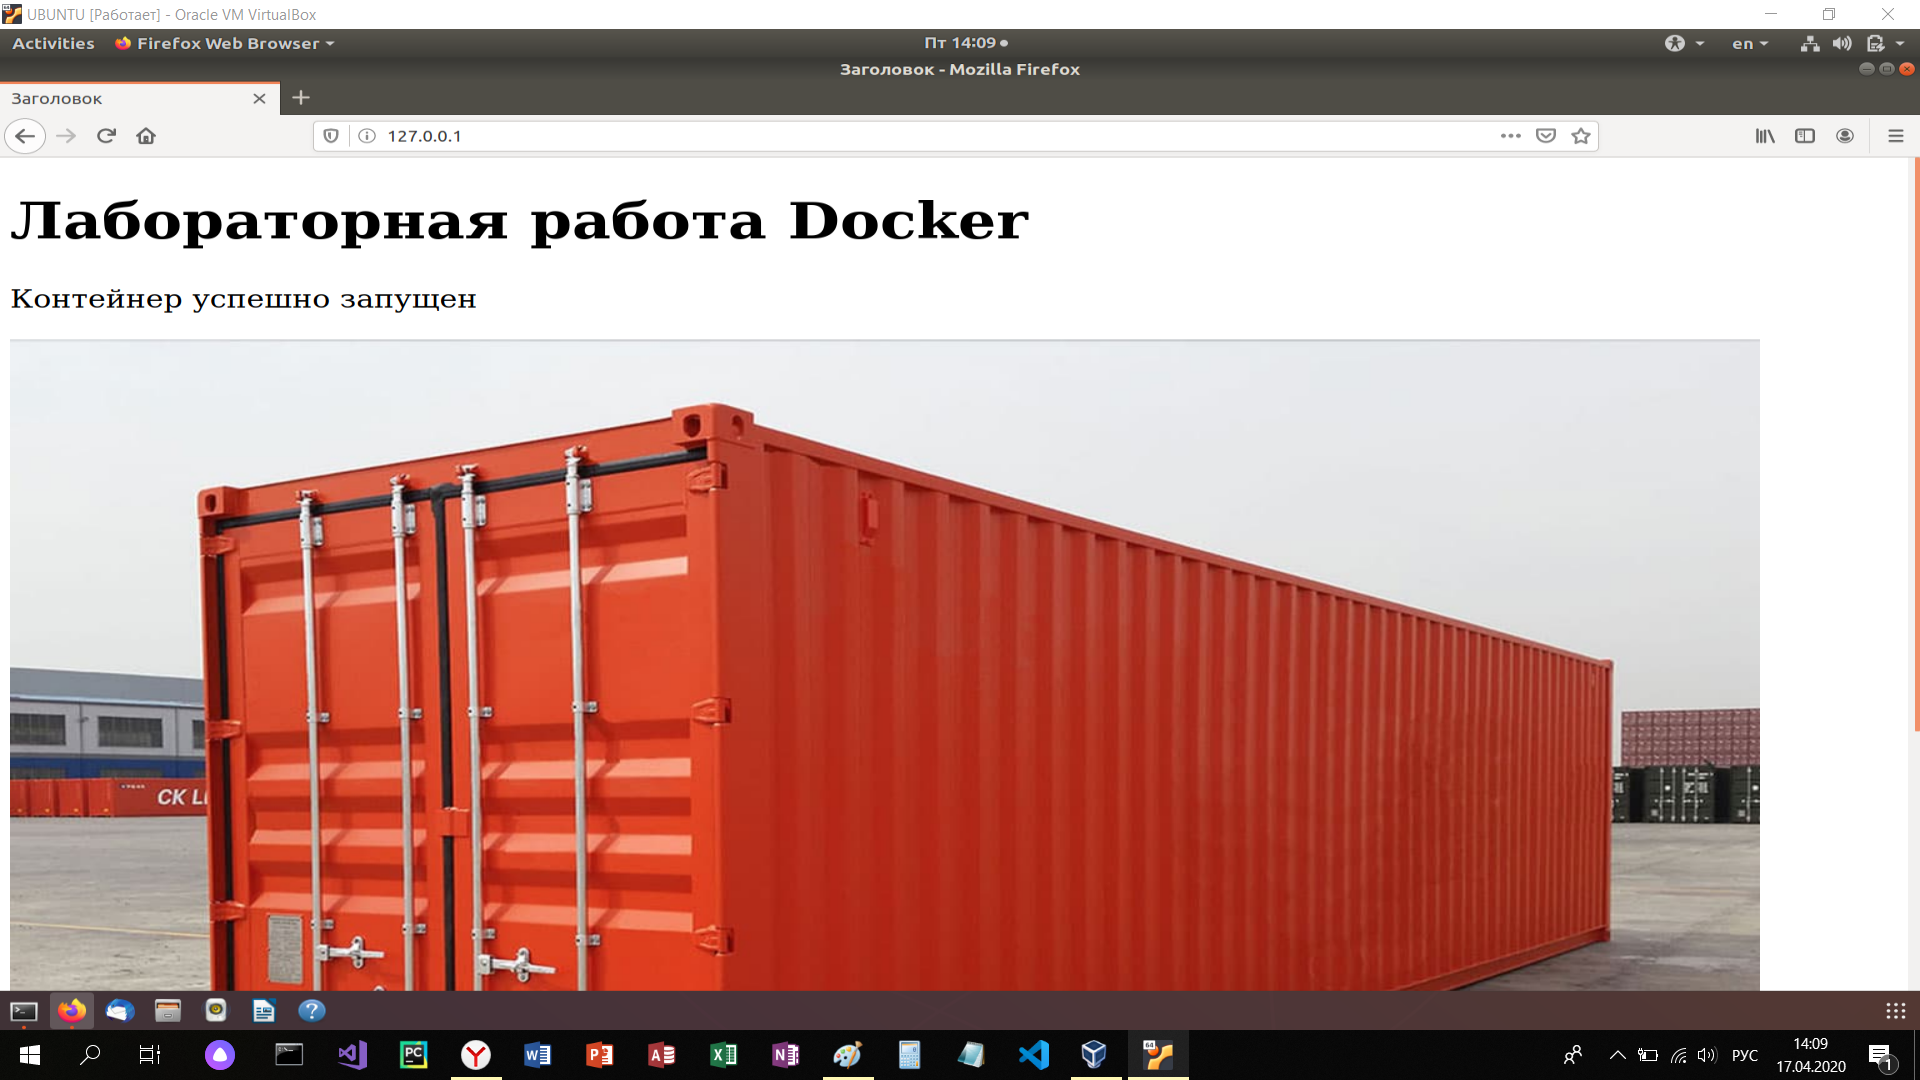 UBUNTU [Работает] - Oracle VM VirtualBox
Activities Firefox Web Browser Пт 14:09 en
Заголовок - Mozilla Firefox
Заголовок
127.0.0.1
Лабораторная работа Docker
Контейнер успешно запущен
CK LI
РУС 14:09
17.04.2020
1